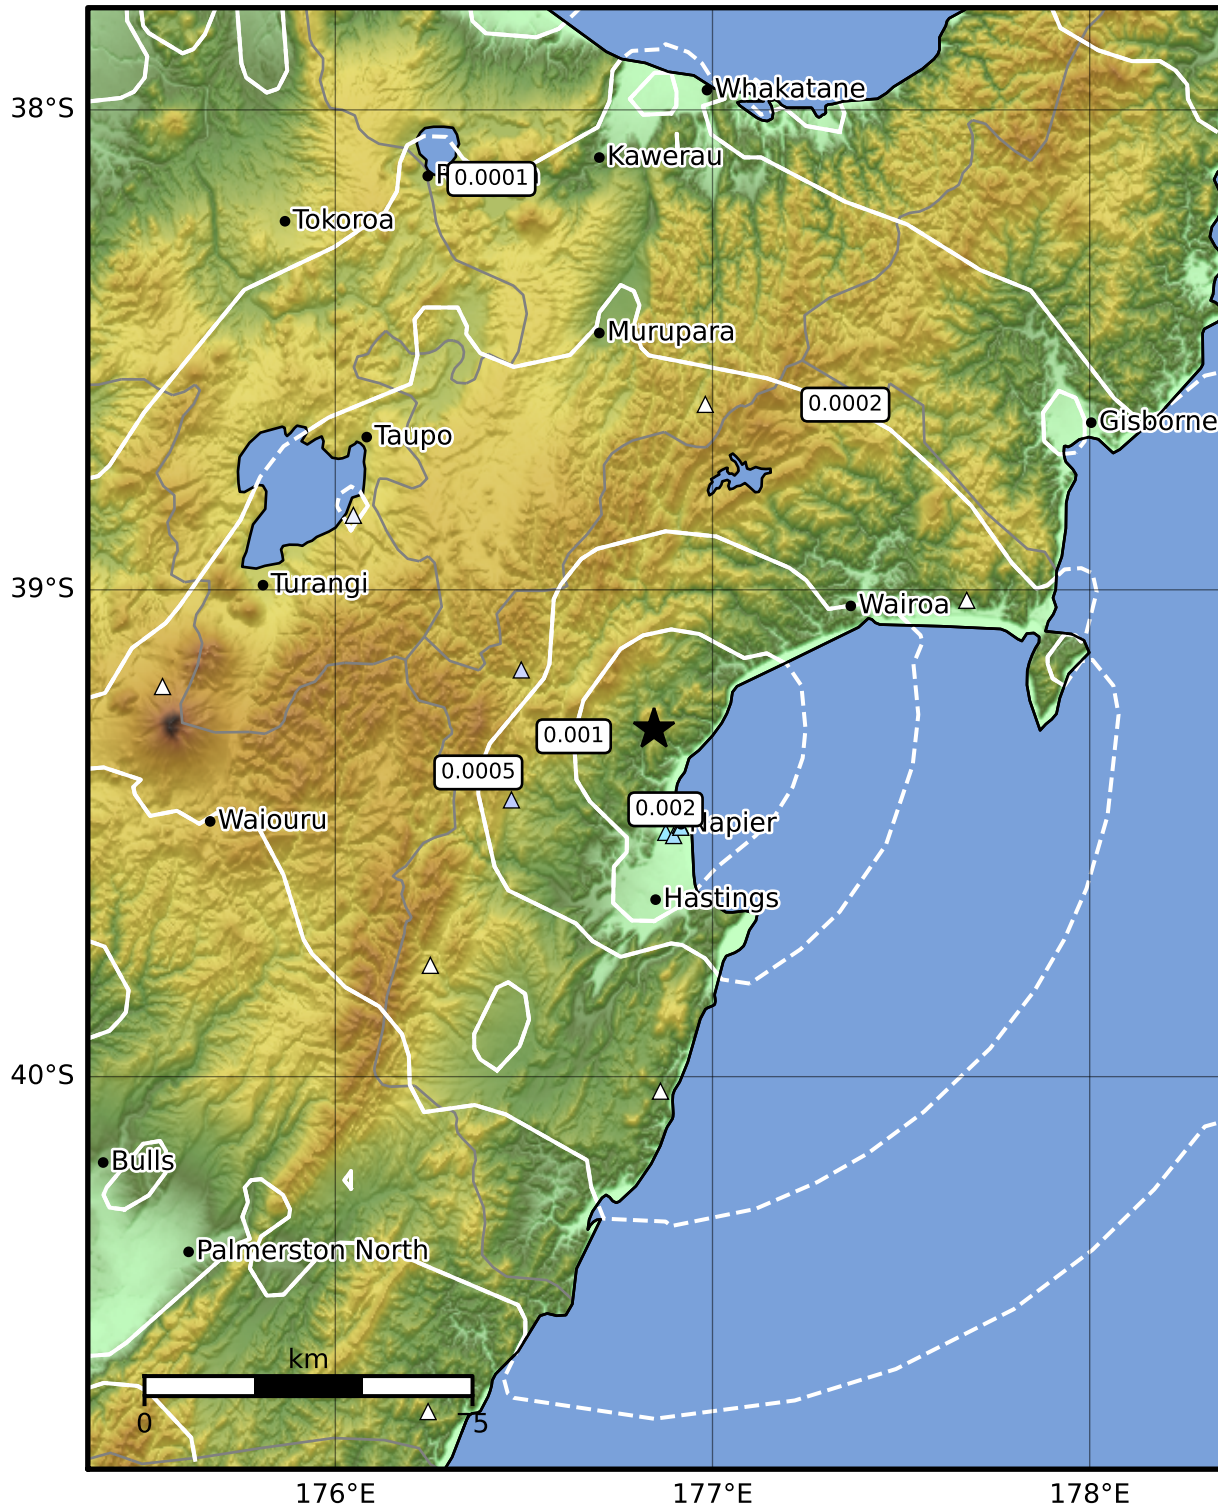 38°S
Whakatane
Kawerau
0.0001
Tokoroa
Murupara
0.0002
Gisborne
Taupo
39°S
Turangi
Wairoa
0.001
0.0005
0.002
Napier
Waiouru
Hastings
40°S
Bulls
Palmerston North
km
0
75
176°E
177°E
178°E